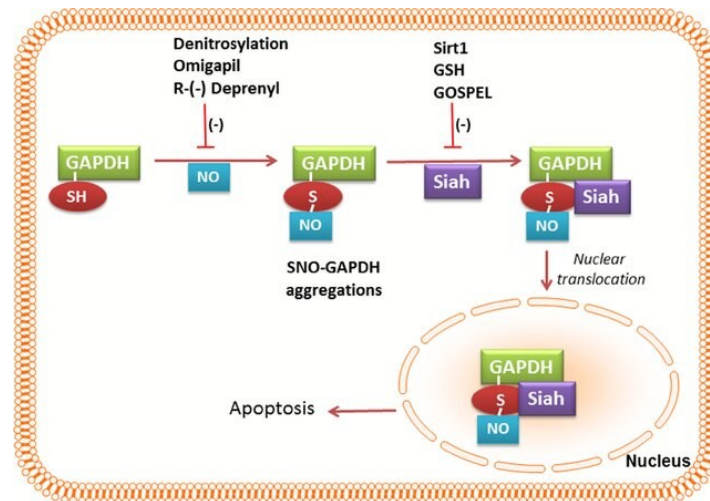 Denitrosylation
Omigapil
R-(-) Deprenyl
(-)
Sirt1
GSH
GOSPEL
(-)
GAPDH
SH
NO
GAPDH
S
NO
Siah
GAPDH
S
Siah
NO
SNO-GAPDH
aggregations
Nuclear
translocation
GAPDH
S
Siah
NO
Apoptosis
Nucleus